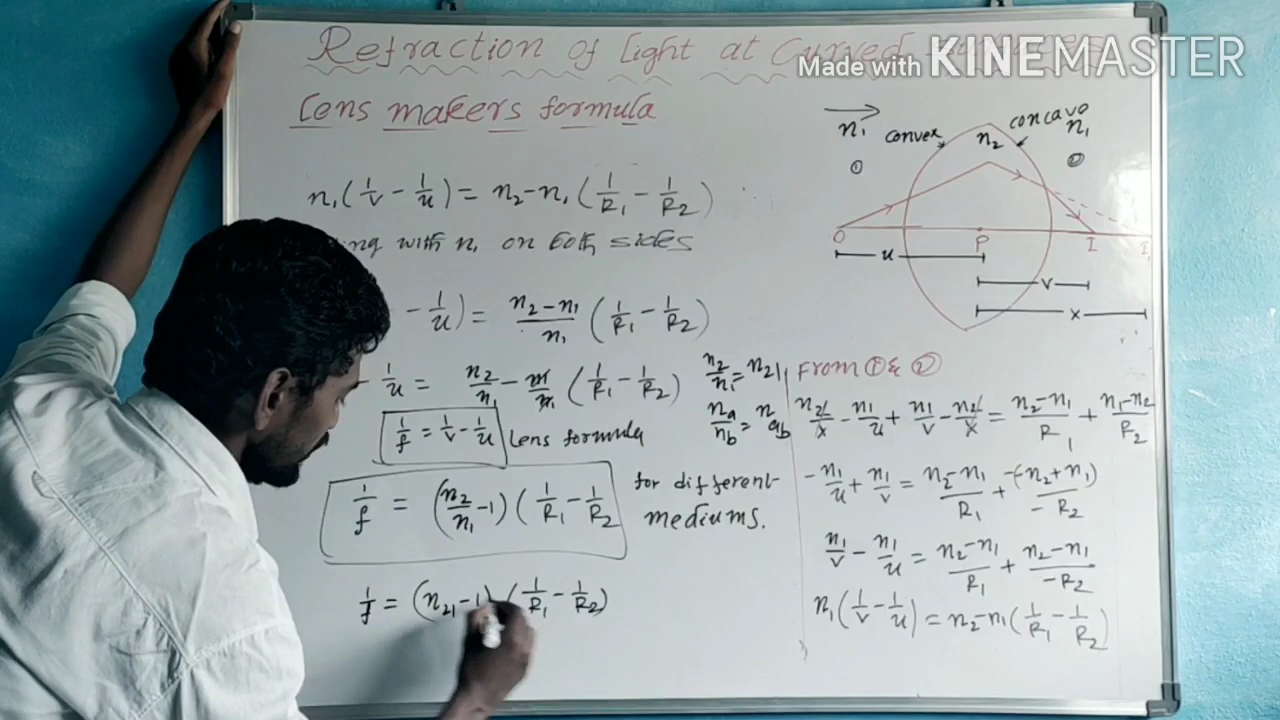 Refraction of light at Curved
Made with KINEMASTER
Lens makers formula
n₁(1/v - 1/u) = n₂-n₁ (1/R₁ - 1/R₂)
with n₁ on both sides
- 1/u) = n₂-n₁/n₁ (1/R₁ - 1/R₂)
- 1/u = n₂/n₁ - n₁/n₁ (1/R₁ - 1/R₂)
n₂/n₁ = n₂₁
nₐ/n_b = n_ab
1/f = 1/v - 1/u Lens formula
1/f = (n₂/n₁ -1) (1/R₁ - 1/R₂
for different
mediums.
1/f = (n₂₁ -1) (1/R₁ - 1/R₂)
n₁
①
convex
n₂
concave
n₁
②
O
P
I
I₁
u
v
x
From ① & ②
n₂/x - n₁/u + n₁/v - n₂/x = n₂-n₁/R₁ + n₁-n₂/R₂
-n₁/u + n₁/v = n₂-n₁/R₁ + -(n₂+n₁)/-R₂
n₁/v - n₁/u = n₂-n₁/R₁ + n₂-n₁/-R₂
n₁(1/v - 1/u) = n₂-n₁(1/R₁ - 1/R₂)